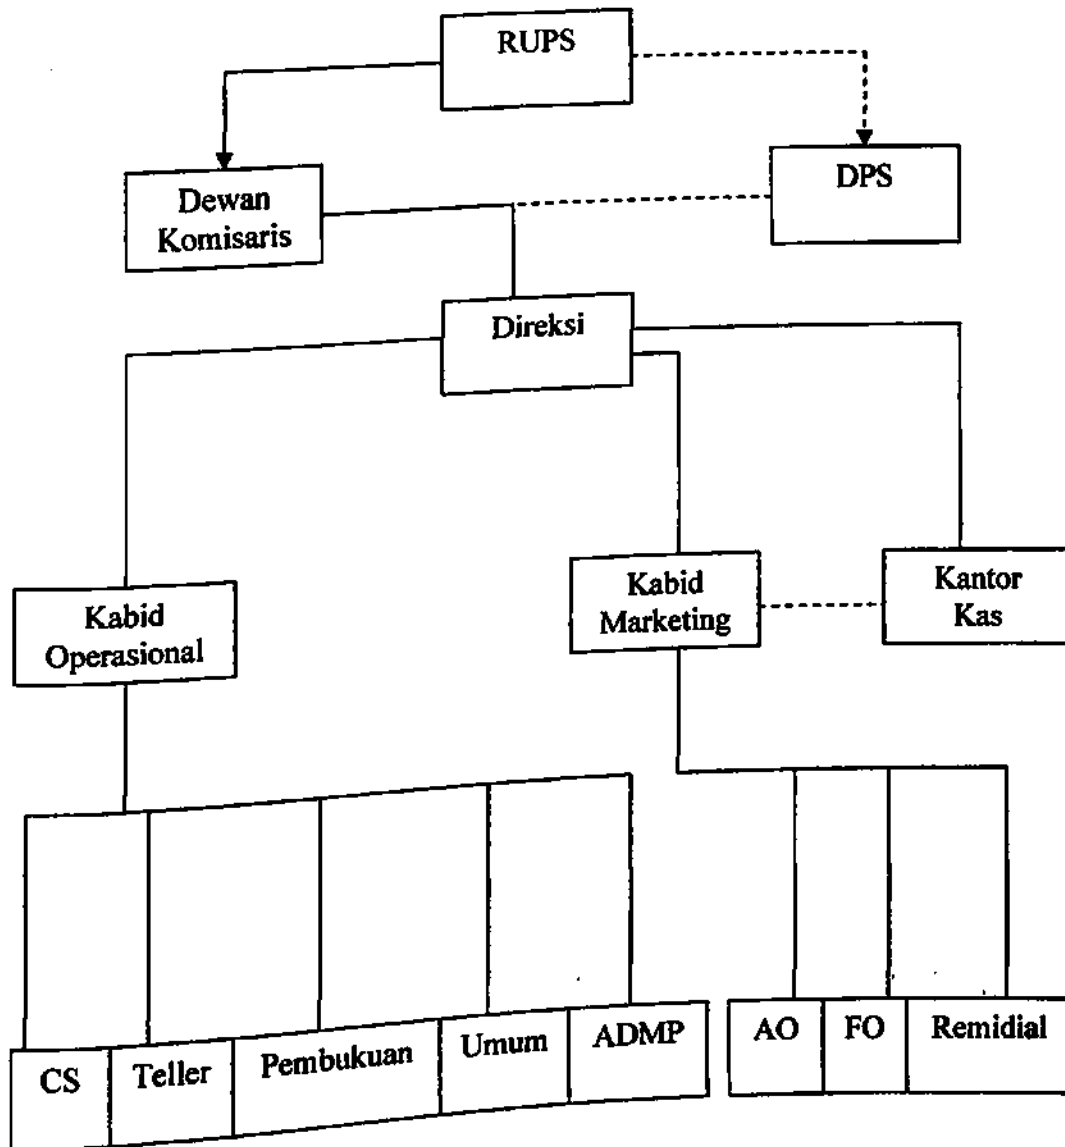 RUPS
Dewan
Komisaris
DPS
Direksi
Kabid
Operasional
Kabid
Marketing
Kantor
Kas
CS
Teller
Pembukuan
Umum
ADMP
AO
FO
Remidial